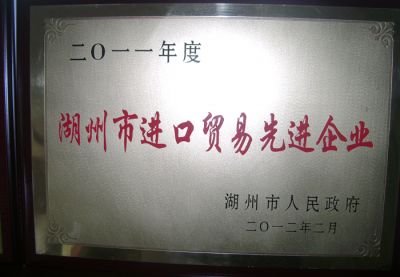 二〇一一年度
湖州市进口贸易先进企业
湖州市人民政府
二〇一二年二月